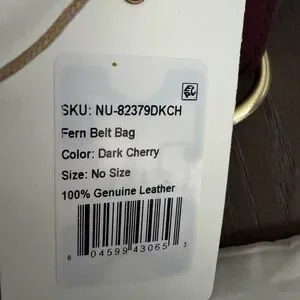 SKU: NU-82379DKCH
Fern Belt Bag
Color: Dark Cherry
Size: No Size
100% Genuine Leather
6 04599 43065 3